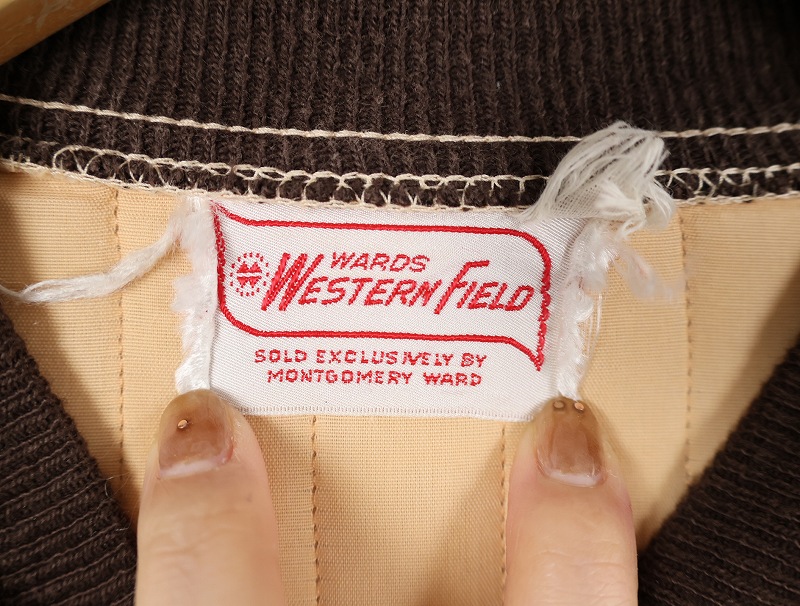 WARDS
WESTERN FIELD
SOLD EXCLUSIVELY BY
MONTGOMERY WARD